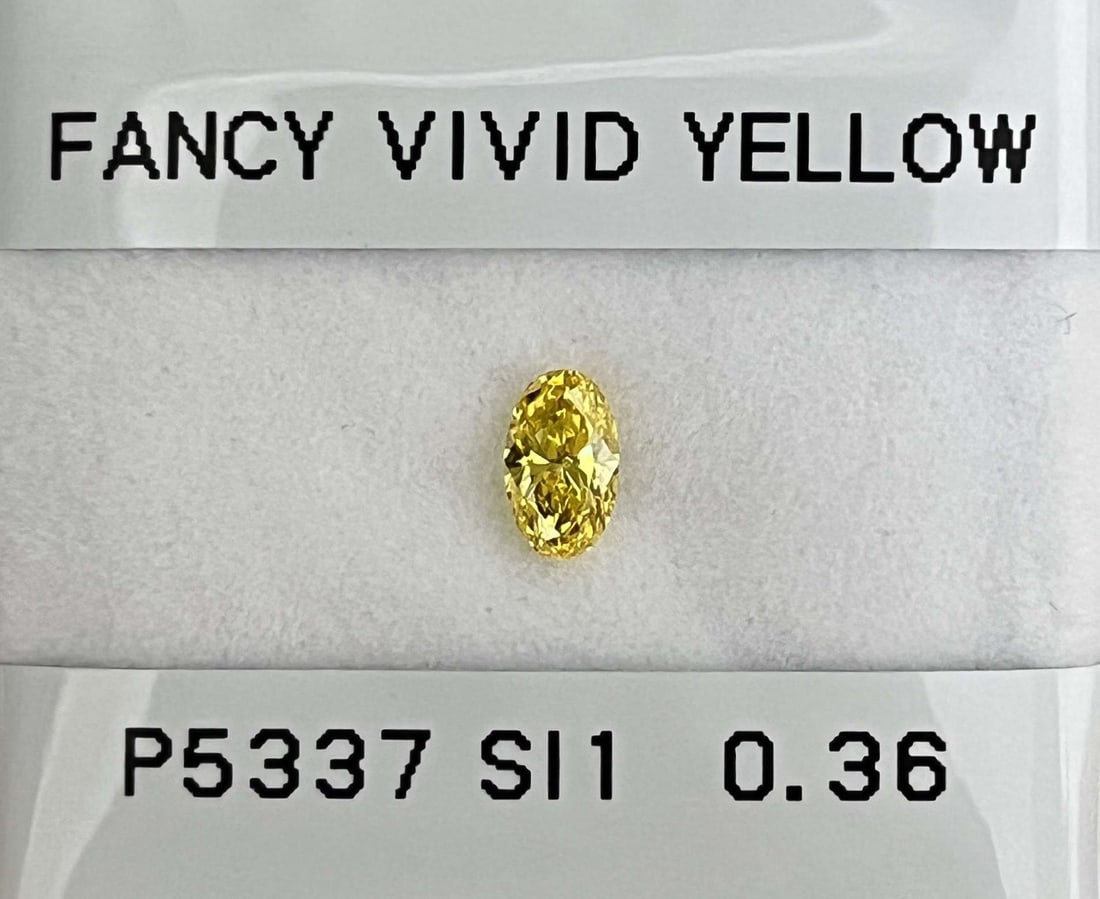 FANCY VIVID YELLOW
P5337 SI1 0.36